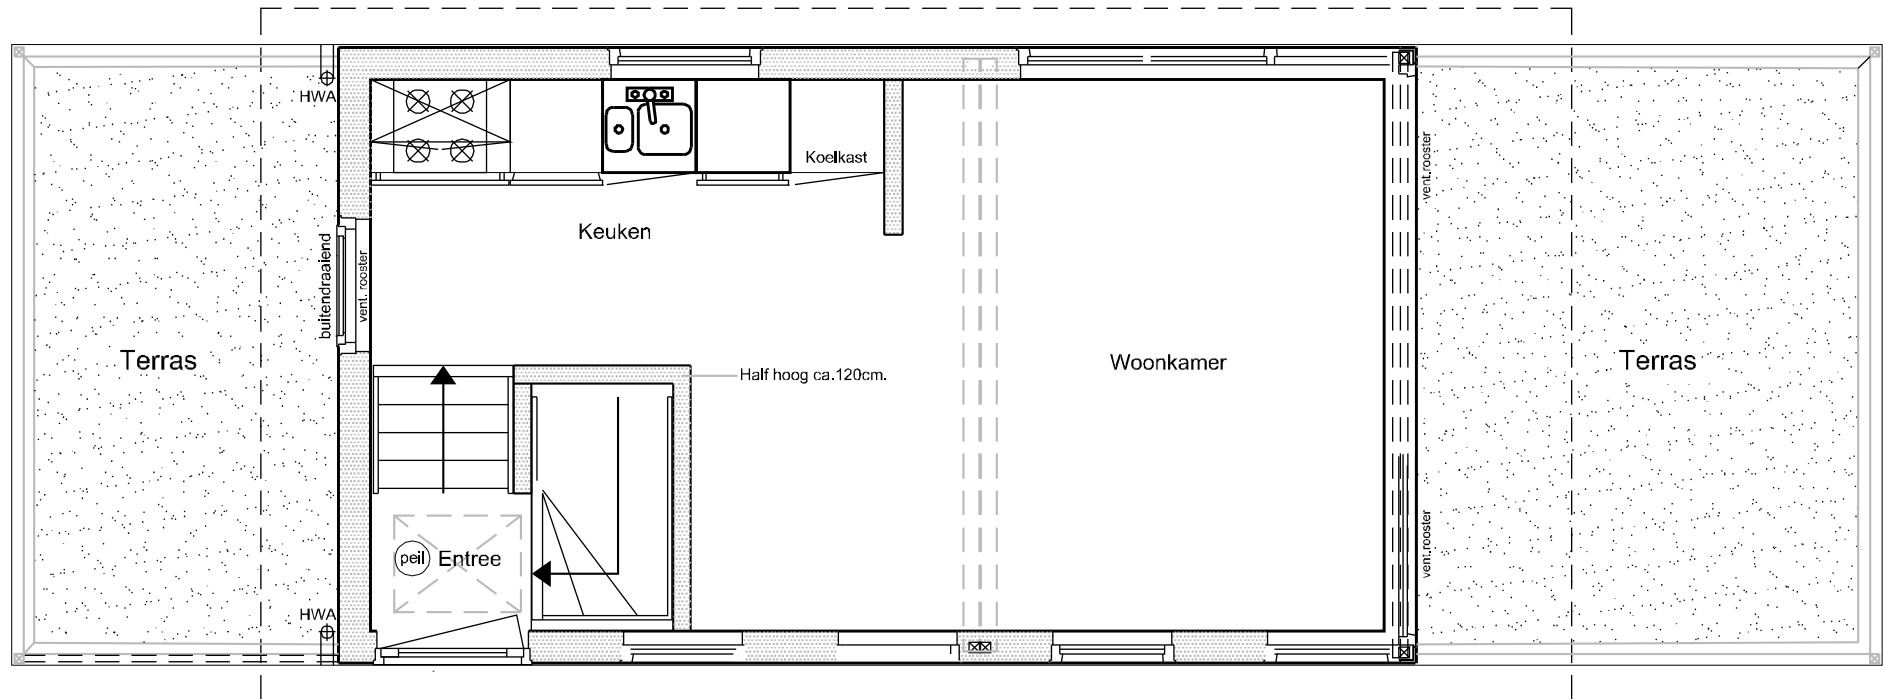 HWA
Koelkast
vent.rooster
Keuken
buitendraaiend
vent. rooster
Terras
Woonkamer
Terras
Half hoog ca.120cm.
vent.rooster
peil Entree
HWA